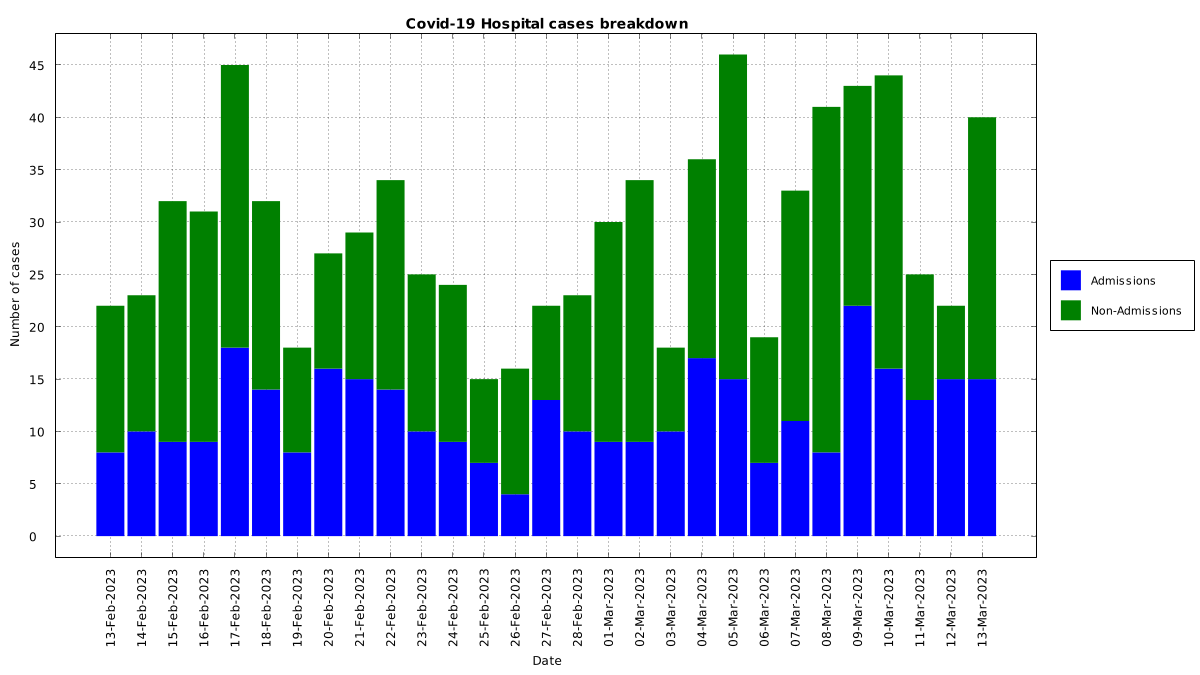 Covid-19 Hospital cases breakdown
Number of cases
45
40
35
30
25
20
15
10
5
0
13-Feb-2023
14-Feb-2023
15-Feb-2023
16-Feb-2023
17-Feb-2023
18-Feb-2023
19-Feb-2023
20-Feb-2023
21-Feb-2023
22-Feb-2023
23-Feb-2023
24-Feb-2023
25-Feb-2023
26-Feb-2023
27-Feb-2023
28-Feb-2023
01-Mar-2023
02-Mar-2023
03-Mar-2023
04-Mar-2023
05-Mar-2023
06-Mar-2023
07-Mar-2023
08-Mar-2023
09-Mar-2023
10-Mar-2023
11-Mar-2023
12-Mar-2023
13-Mar-2023
Date
Admissions
Non-Admissions